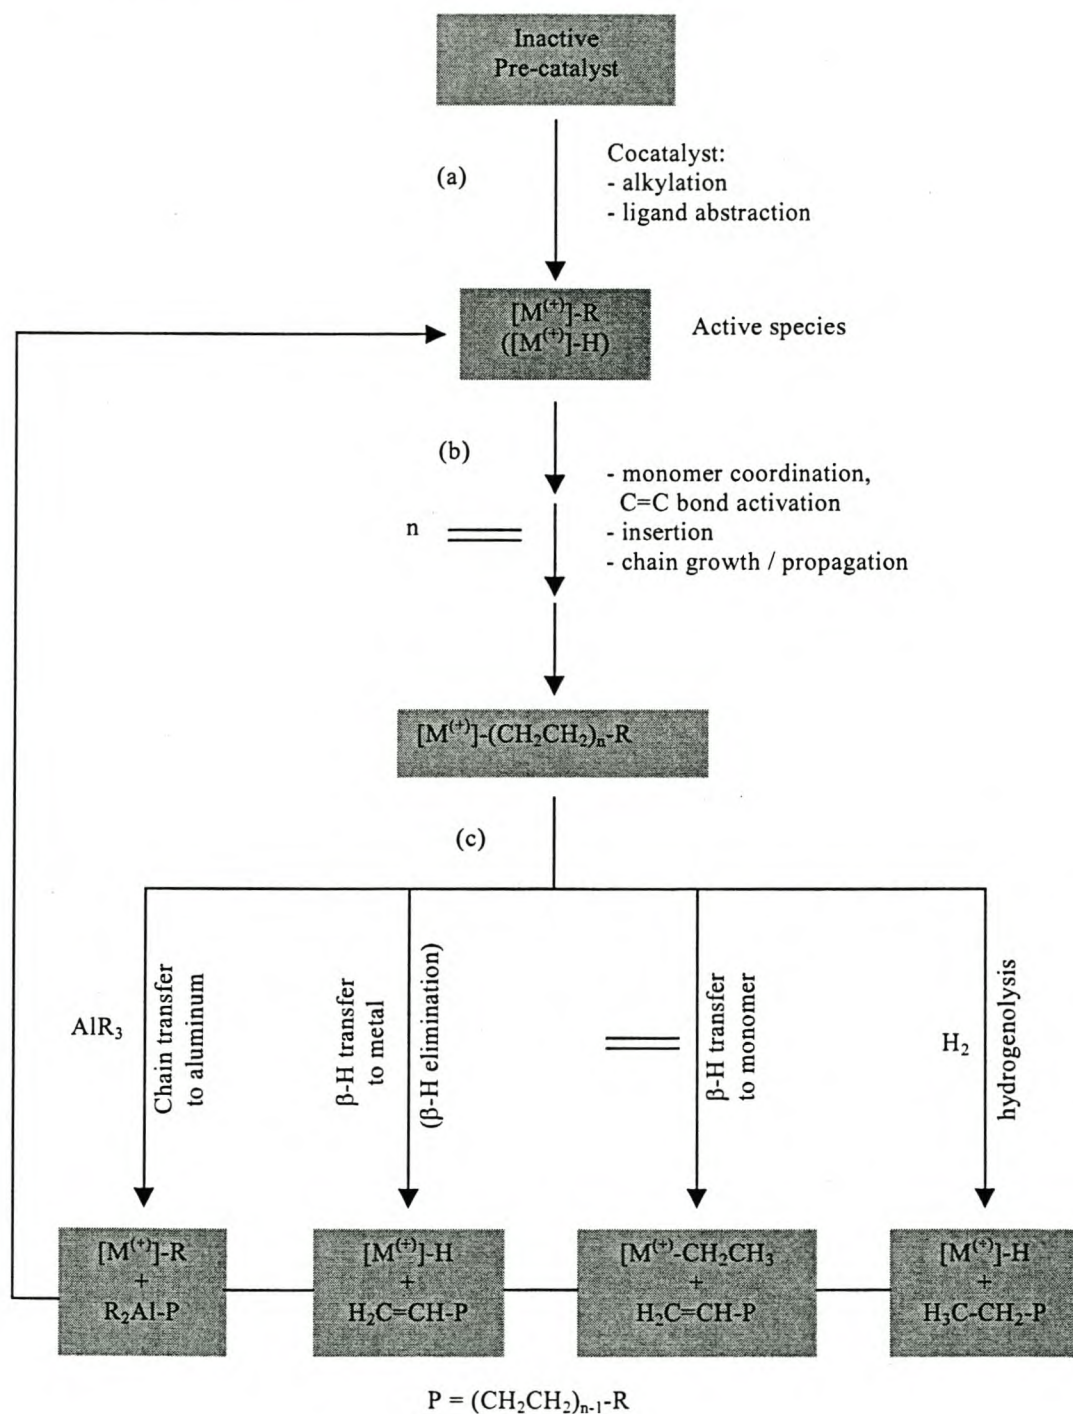 Inactive
Pre-catalyst
(a)
Cocatalyst:
- alkylation
- ligand abstraction
[M⁽⁺⁾]-R
([M⁽⁺⁾]-H)
Active species
(b)
- monomer coordination,
C=C bond activation
- insertion
- chain growth / propagation
n
[M⁽⁺⁾]-(CH₂CH₂)ₙ-R
(c)
AlR₃
Chain transfer
to aluminum
β-H transfer
to metal
(β-H elimination)
β-H transfer
to monomer
H₂
hydrogenolysis
[M⁽⁺⁾]-R
+
R₂Al-P
[M⁽⁺⁾]-H
+
H₂C=CH-P
[M⁽⁺⁾-CH₂CH₃
+
H₂C=CH-P
[M⁽⁺⁾]-H
+
H₃C-CH₂-P
P = (CH₂CH₂)ₙ₋₁-R